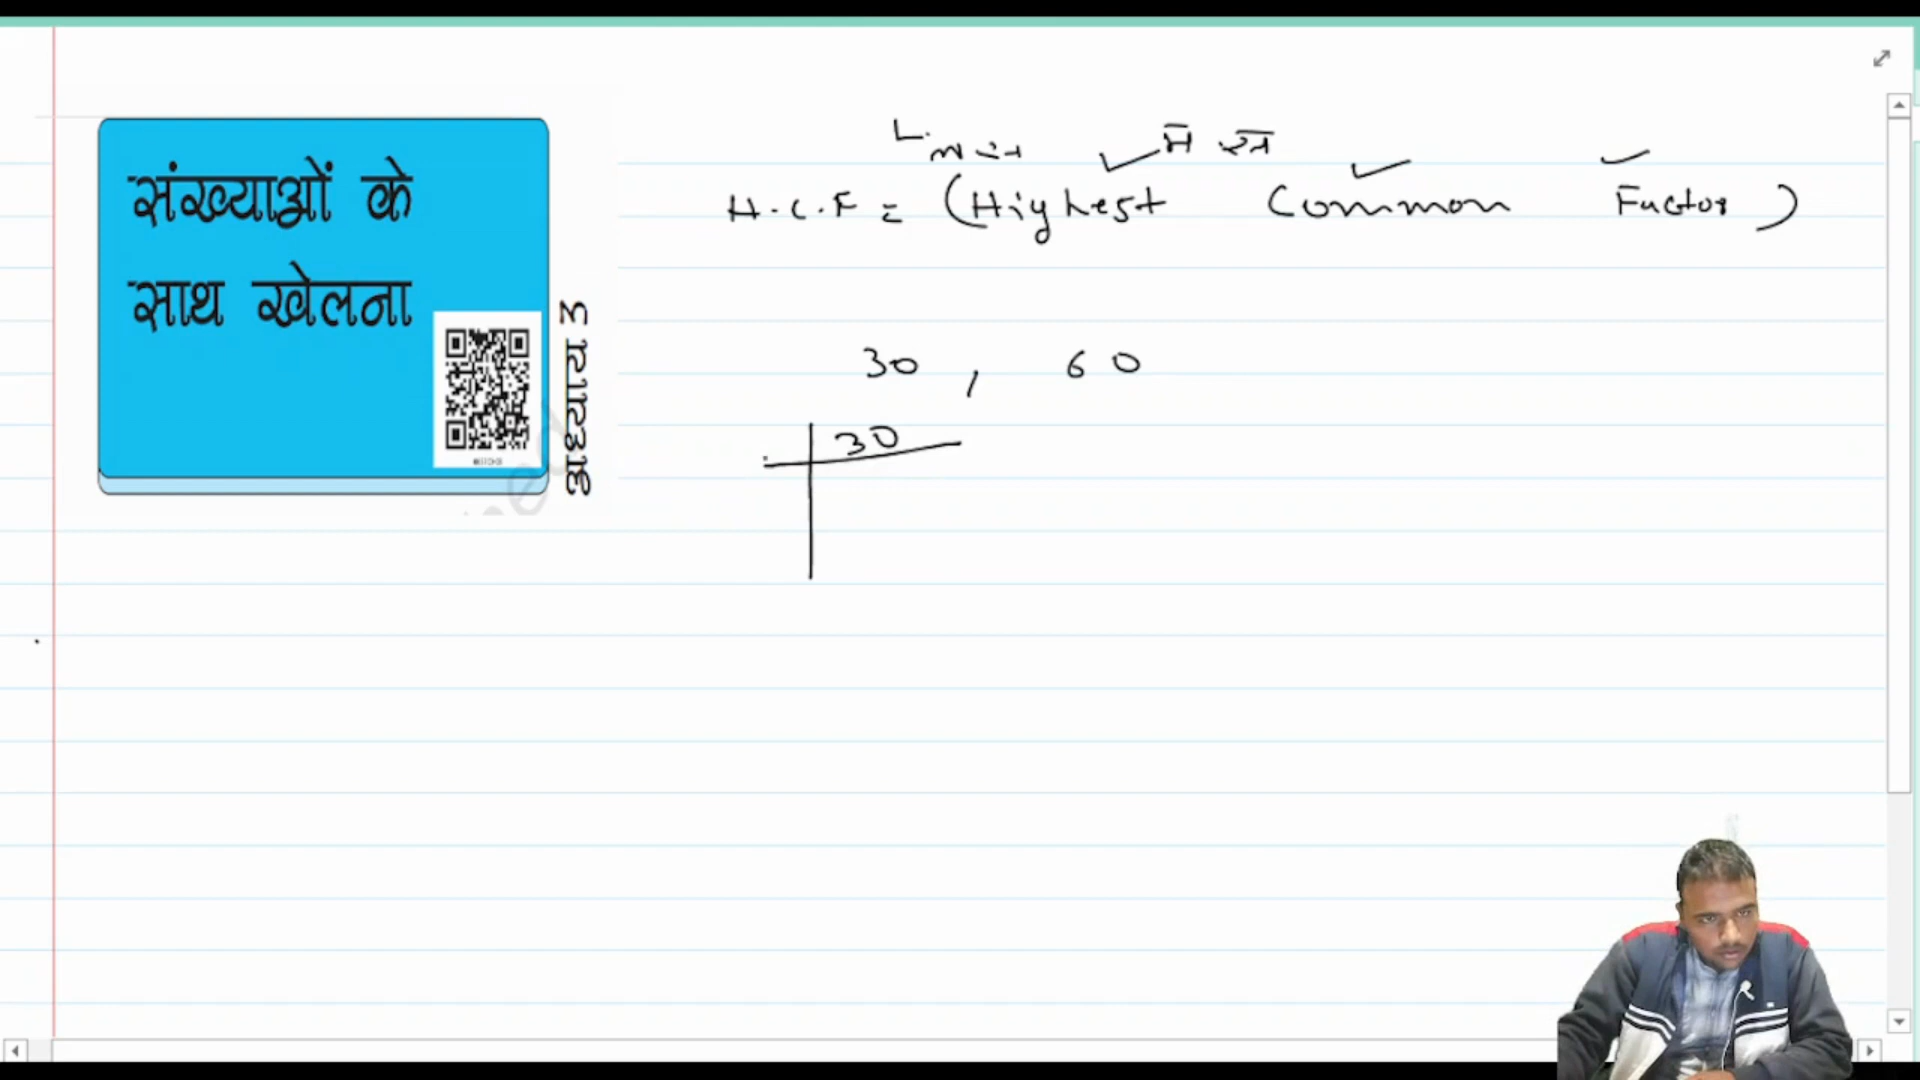 संख्याओं के
साथ खेलना
अध्याय 3
H.C.F = (Highest Common Factor)
30, 60
30